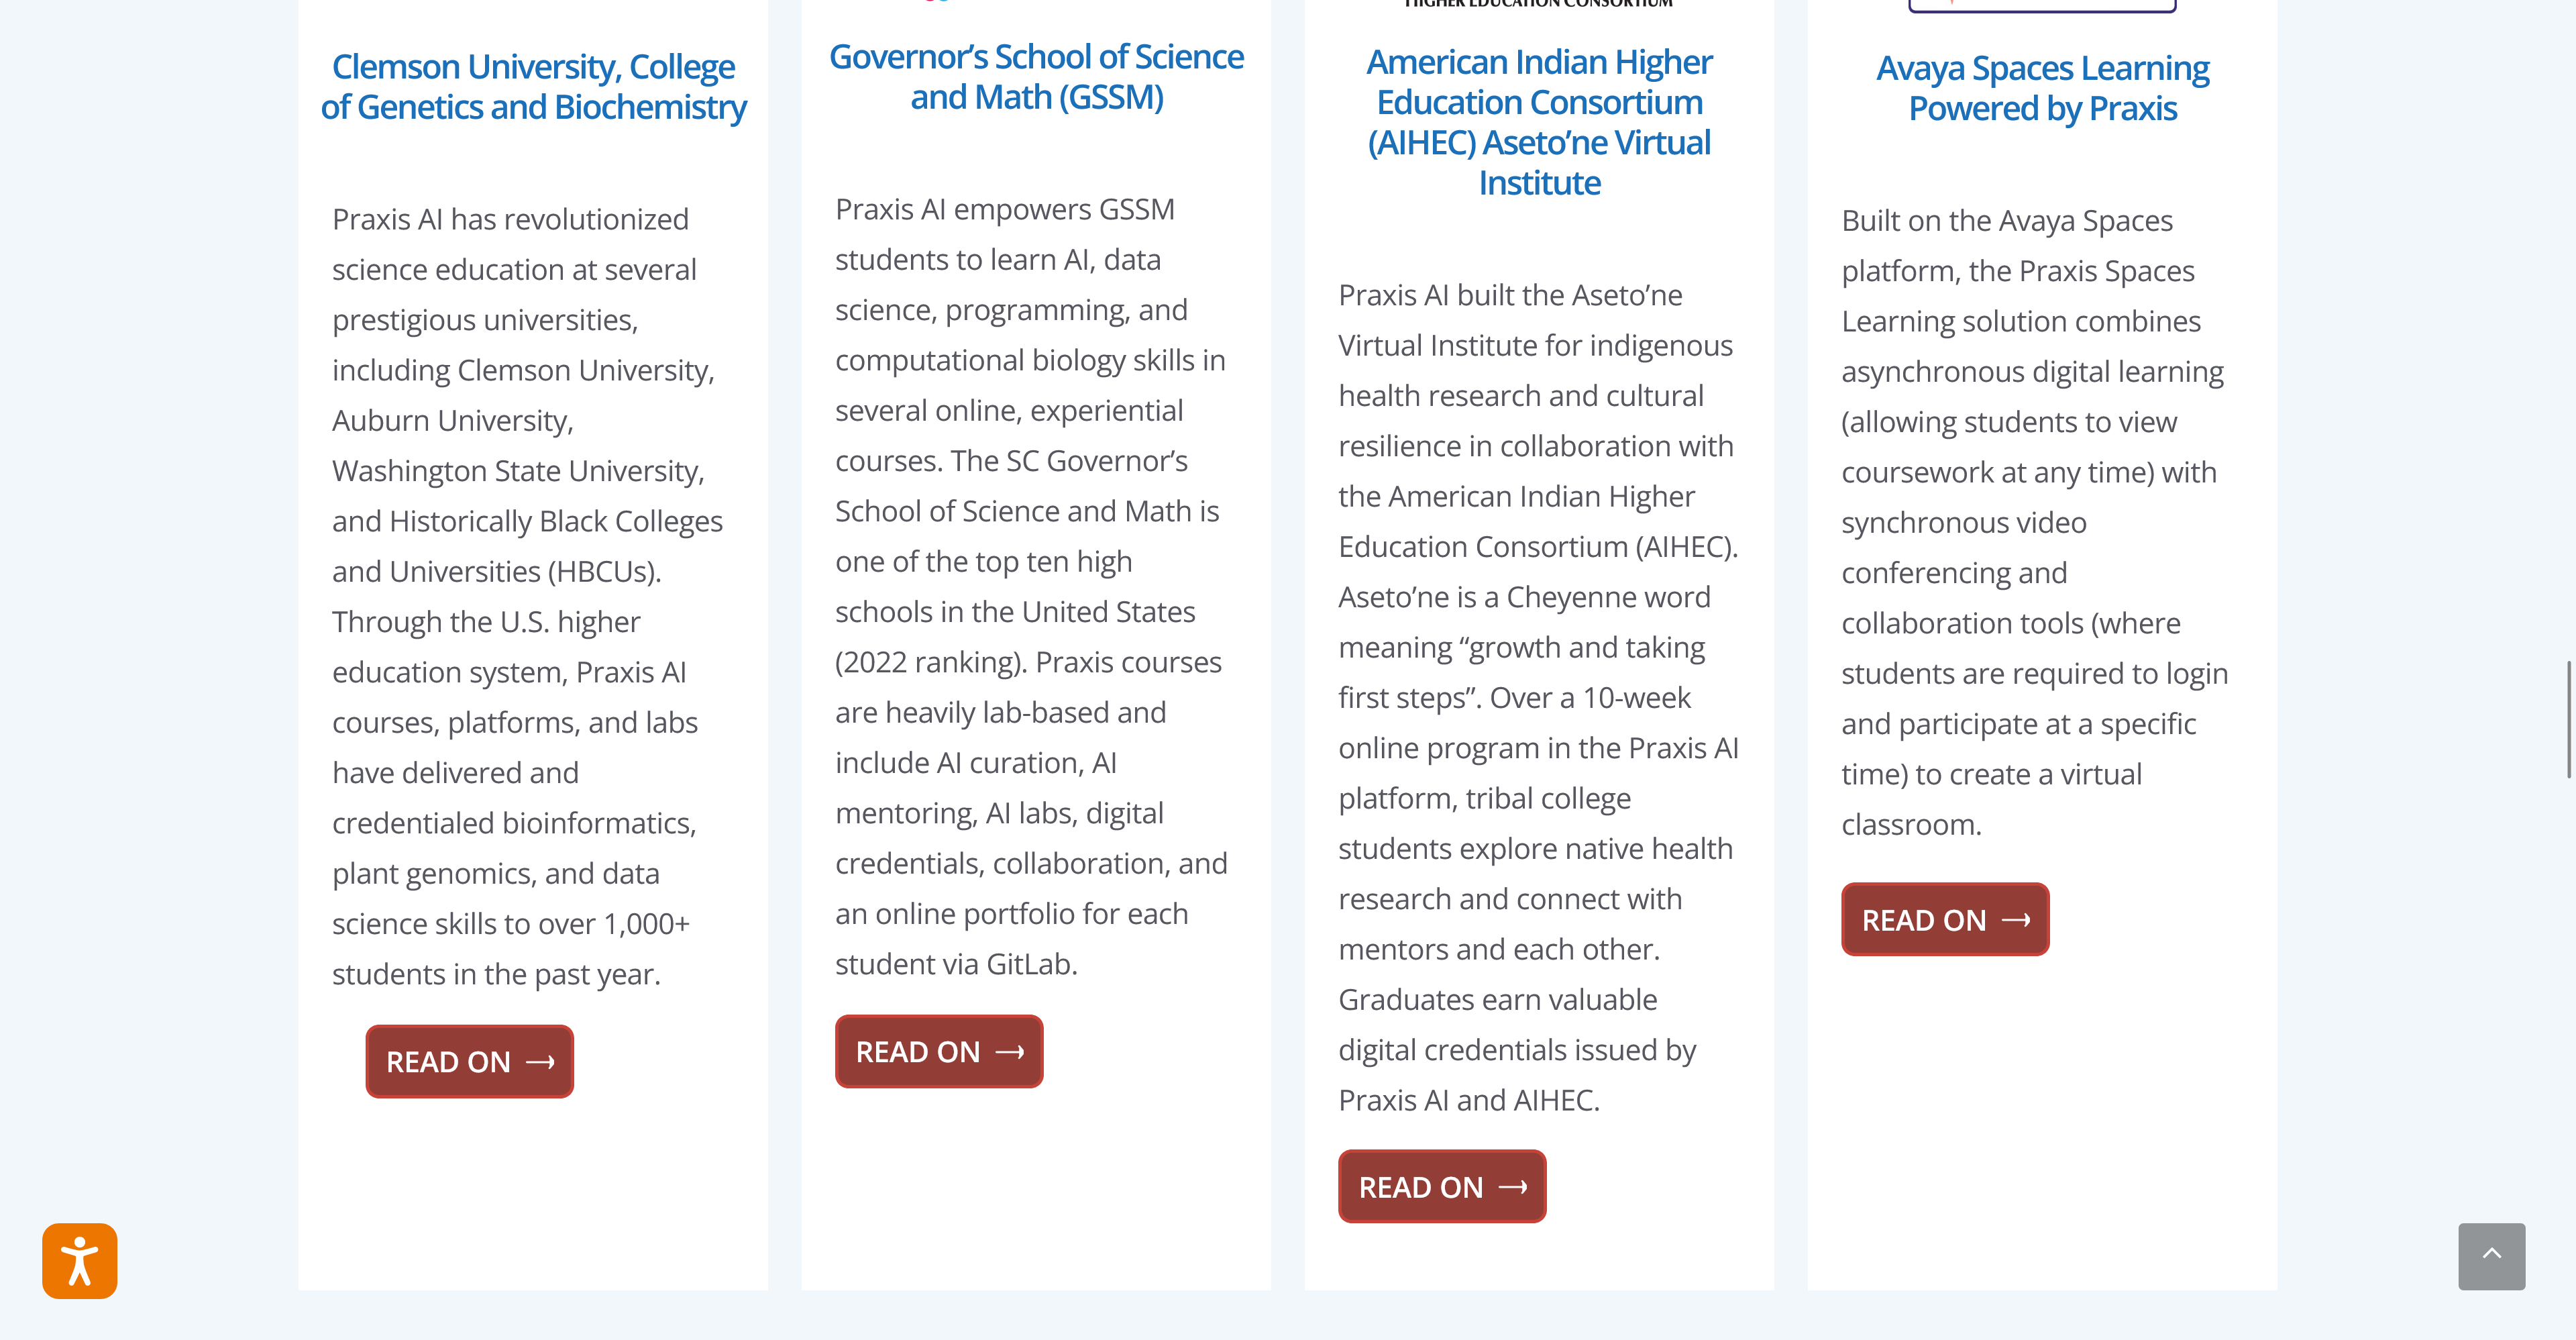 HIGHER EDUCATION CONSORTIUM
Clemson University, College
of Genetics and Biochemistry
Praxis AI has revolutionized
science education at several
prestigious universities,
including Clemson University,
Auburn University,
Washington State University,
and Historically Black Colleges
and Universities (HBCUs).
Through the U.S. higher
education system, Praxis AI
courses, platforms, and labs
have delivered and
credentialed bioinformatics,
plant genomics, and data
science skills to over 1,000+
students in the past year.
READ ON →
Governor’s School of Science
and Math (GSSM)
Praxis AI empowers GSSM
students to learn AI, data
science, programming, and
computational biology skills in
several online, experiential
courses. The SC Governor’s
School of Science and Math is
one of the top ten high
schools in the United States
(2022 ranking). Praxis courses
are heavily lab-based and
include AI curation, AI
mentoring, AI labs, digital
credentials, collaboration, and
an online portfolio for each
student via GitLab.
READ ON →
American Indian Higher
Education Consortium
(AIHEC) Aseto’ne Virtual
Institute
Praxis AI built the Aseto’ne
Virtual Institute for indigenous
health research and cultural
resilience in collaboration with
the American Indian Higher
Education Consortium (AIHEC).
Aseto’ne is a Cheyenne word
meaning “growth and taking
first steps”. Over a 10-week
online program in the Praxis AI
platform, tribal college
students explore native health
research and connect with
mentors and each other.
Graduates earn valuable
digital credentials issued by
Praxis AI and AIHEC.
READ ON →
Avaya Spaces Learning
Powered by Praxis
Built on the Avaya Spaces
platform, the Praxis Spaces
Learning solution combines
asynchronous digital learning
(allowing students to view
coursework at any time) with
synchronous video
conferencing and
collaboration tools (where
students are required to login
and participate at a specific
time) to create a virtual
classroom.
READ ON →